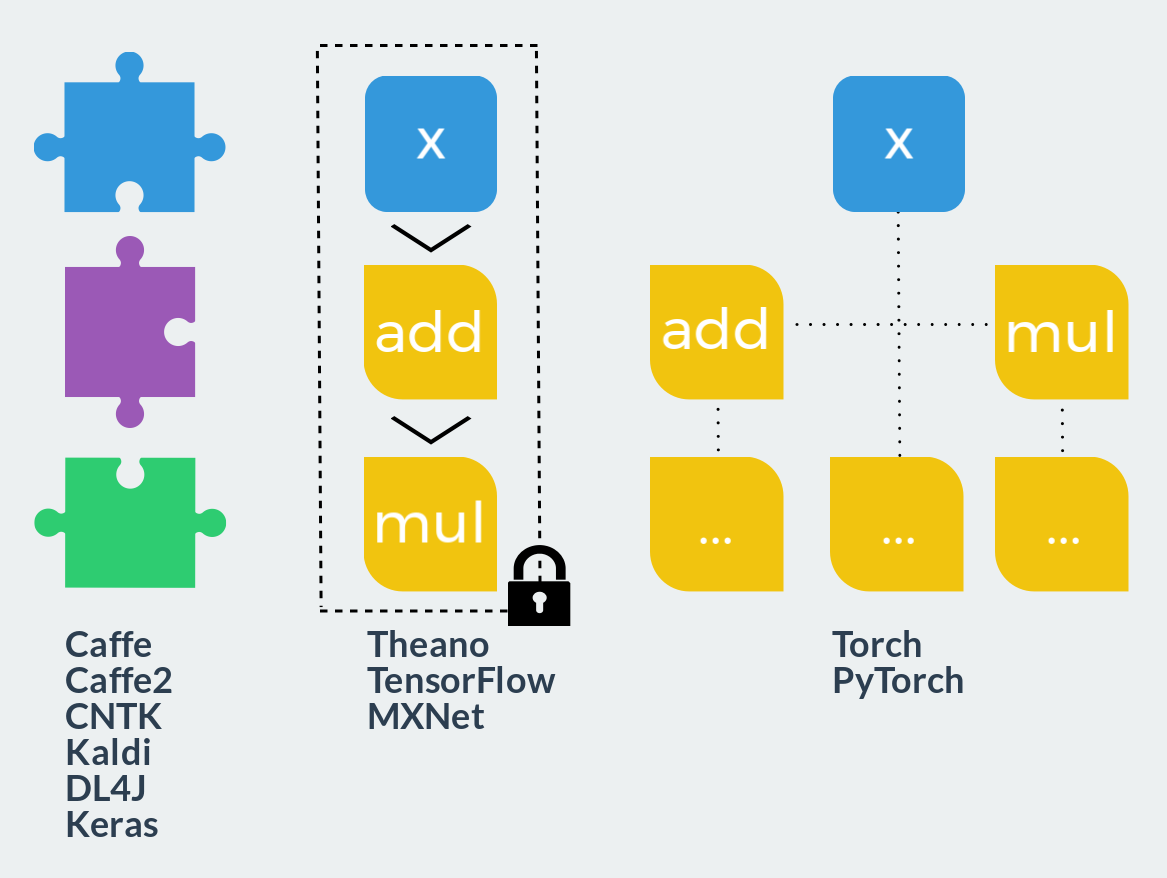 x
add
mul
x
add
mul
...
...
...
Caffe
Caffe2
CNTK
Kaldi
DL4J
Keras
Theano
TensorFlow
MXNet
Torch
PyTorch